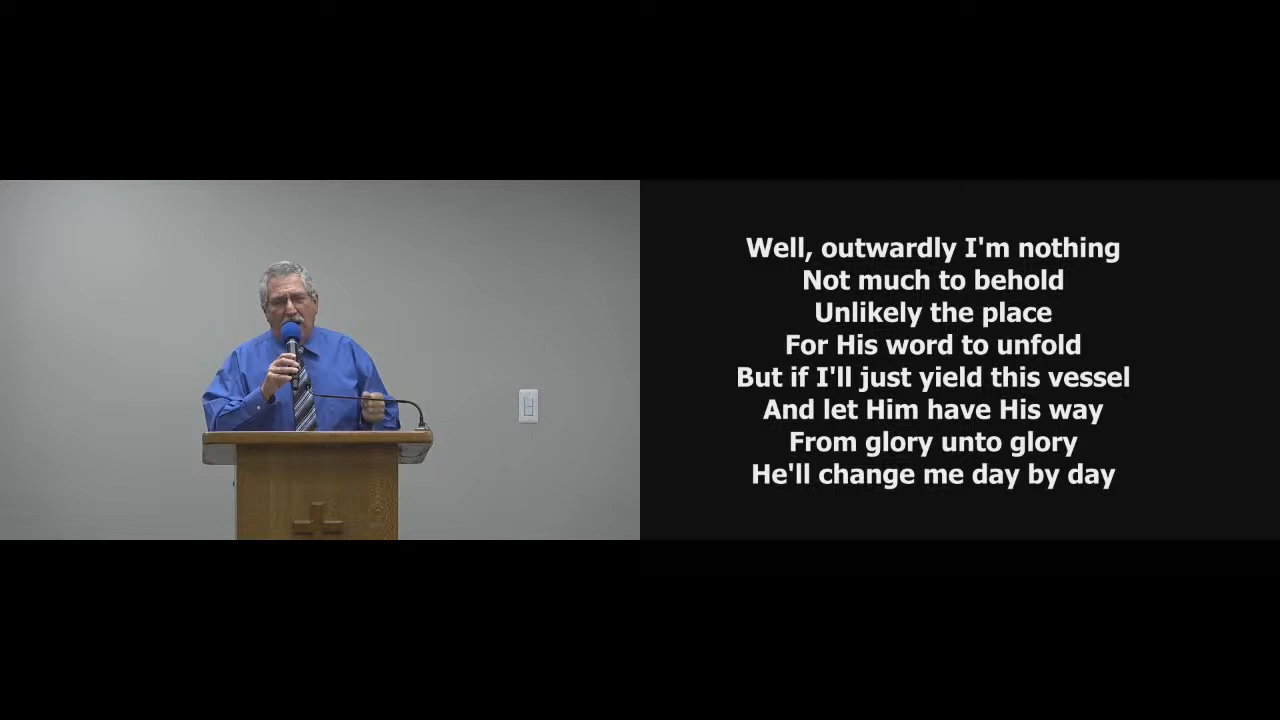 Well, outwardly I'm nothing
Not much to behold
Unlikely the place
For His word to unfold
But if I'll just yield this vessel
And let Him have His way
From glory unto glory
He'll change me day by day